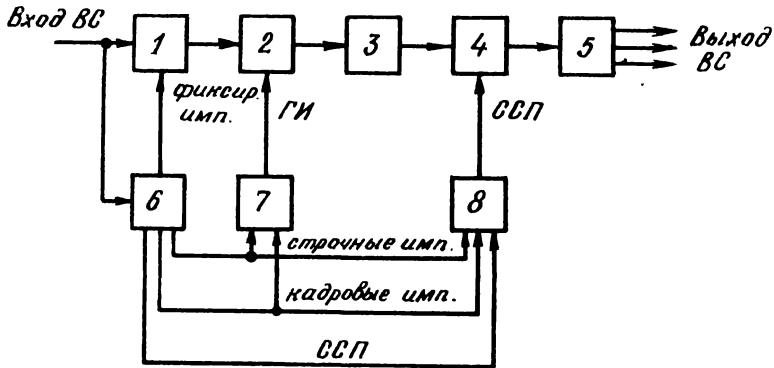 Вход ВС
1
2
3
4
5
Выход
ВС
фиксир.
имп.
ГИ
ССП
6
7
8
строчные имп.
кадровые имп.
ССП